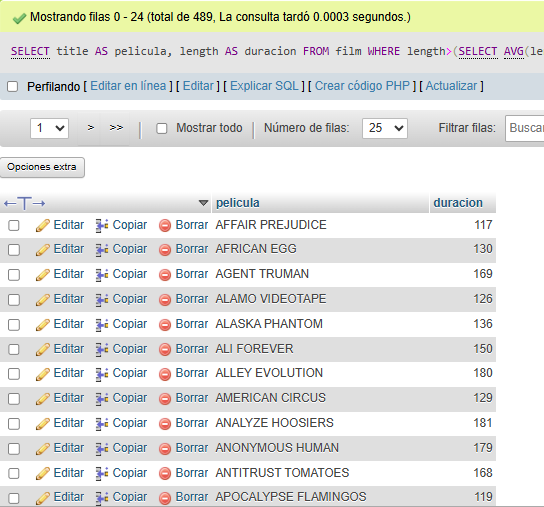 Mostrando filas 0 - 24 (total de 489, La consulta tardó 0.0003 segundos.)
SELECT title AS pelicula, length AS duracion FROM film WHERE length>(SELECT AVG(le
Perfilando [ Editar en línea ] [ Editar ] [ Explicar SQL ] [ Crear código PHP ] [ Actualizar ]
1 > >> | Mostrar todo | Número de filas: 25 Filtrar filas: Buscar
Opciones extra
←T→ pelicula duracion
Editar Copiar Borrar AFFAIR PREJUDICE 117
Editar Copiar Borrar AFRICAN EGG 130
Editar Copiar Borrar AGENT TRUMAN 169
Editar Copiar Borrar ALAMO VIDEOTAPE 126
Editar Copiar Borrar ALASKA PHANTOM 136
Editar Copiar Borrar ALI FOREVER 150
Editar Copiar Borrar ALLEY EVOLUTION 180
Editar Copiar Borrar AMERICAN CIRCUS 129
Editar Copiar Borrar ANALYZE HOOSIERS 181
Editar Copiar Borrar ANONYMOUS HUMAN 179
Editar Copiar Borrar ANTITRUST TOMATOES 168
Editar Copiar Borrar APOCALYPSE FLAMINGOS 119